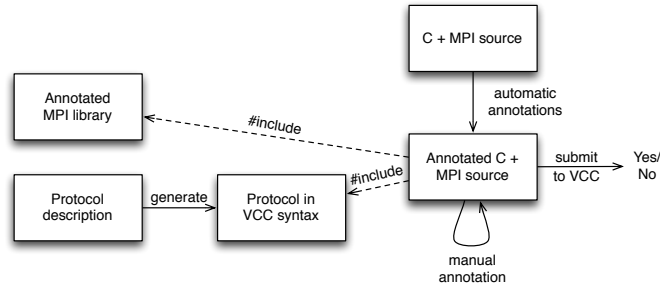 C + MPI source
automatic
annotations
Annotated
MPI library
#include
Annotated C +
MPI source
submit
to VCC
Yes/
No
#include
Protocol
description
generate
Protocol in
VCC syntax
manual
annotation